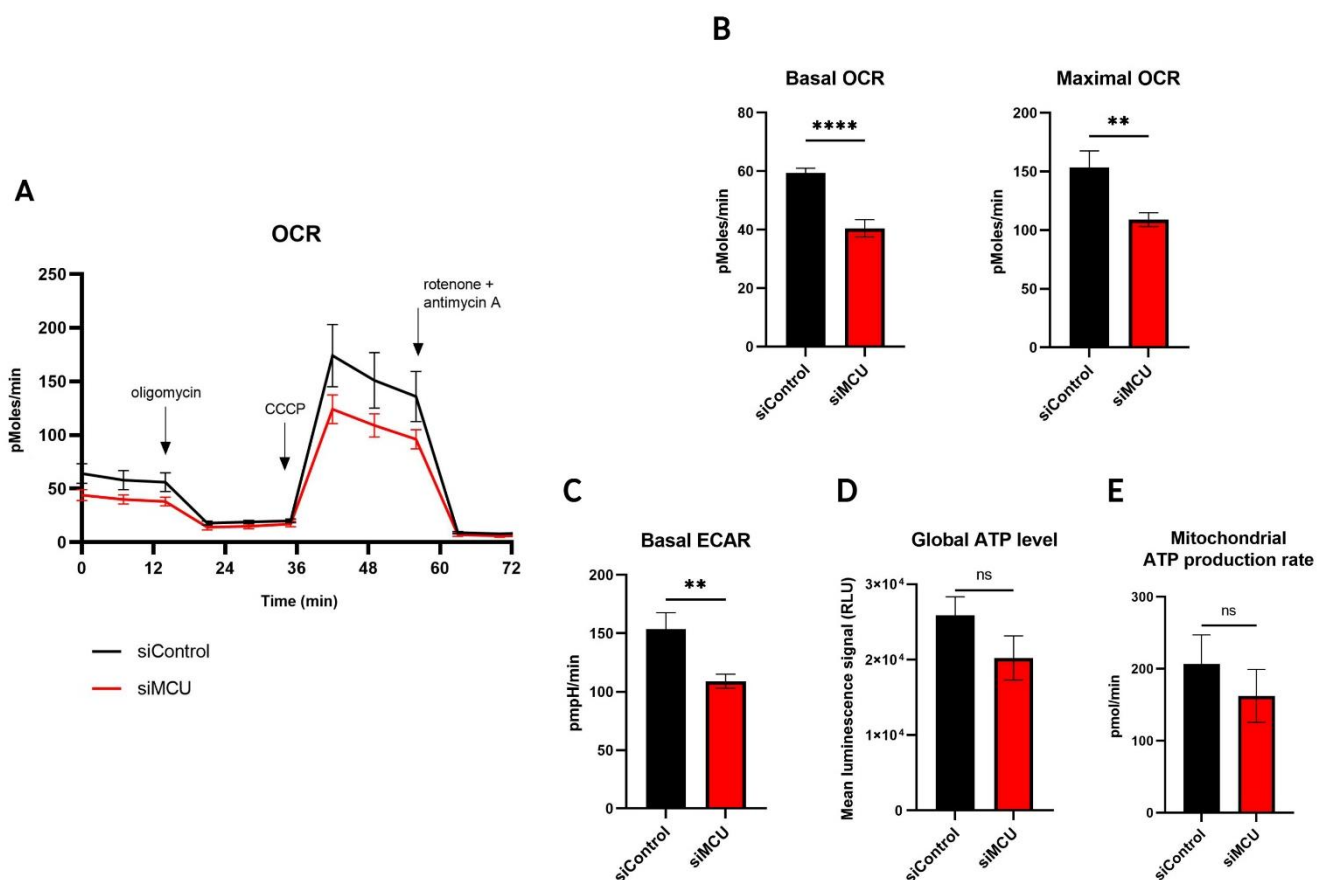 A
OCR
pMoles/min
250
200
150
100
50
0
0 12 24 36 48 60 72
Time (min)
oligomycin
CCCP
rotenone +
antimycin A
siControl
siMCU
B
Basal OCR
pMoles/min
80
60
40
20
0
****
siControl
siMCU
Maximal OCR
pMoles/min
200
150
100
50
0
**
siControl
siMCU
C
Basal ECAR
pmpH/min
200
150
100
50
0
**
siControl
siMCU
D
Global ATP level
Mean luminescence signal (RLU)
3×10⁴
2×10⁴
1×10⁴
0
ns
siControl
siMCU
E
Mitochondrial
ATP production rate
pmol/min
300
200
100
0
ns
siControl
siMCU